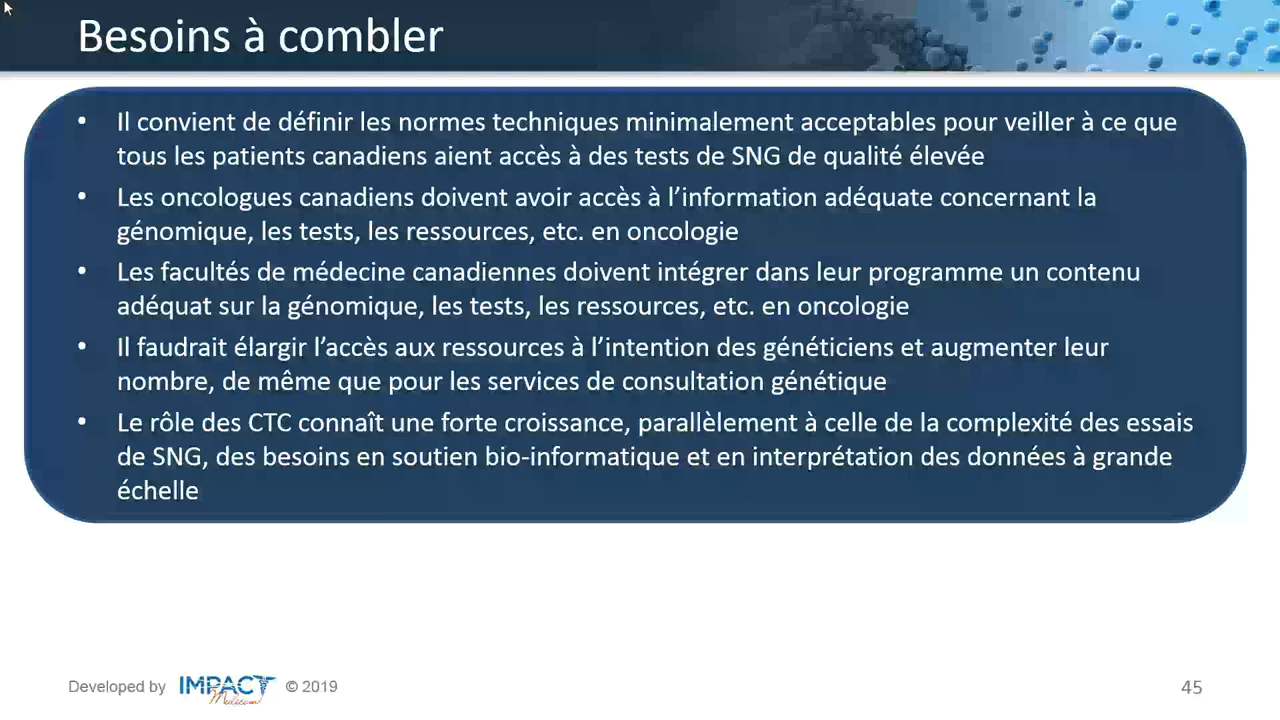 Besoins à combler
• Il convient de définir les normes techniques minimalement acceptables pour veiller à ce que
tous les patients canadiens aient accès à des tests de SNG de qualité élevée
• Les oncologues canadiens doivent avoir accès à l’information adéquate concernant la
génomique, les tests, les ressources, etc. en oncologie
• Les facultés de médecine canadiennes doivent intégrer dans leur programme un contenu
adéquat sur la génomique, les tests, les ressources, etc. en oncologie
• Il faudrait élargir l’accès aux ressources à l’intention des généticiens et augmenter leur
nombre, de même que pour les services de consultation génétique
• Le rôle des CTC connaît une forte croissance, parallèlement à celle de la complexité des essais
de SNG, des besoins en soutien bio-informatique et en interprétation des données à grande
échelle
Developed by IMPACT Medicom © 2019
45